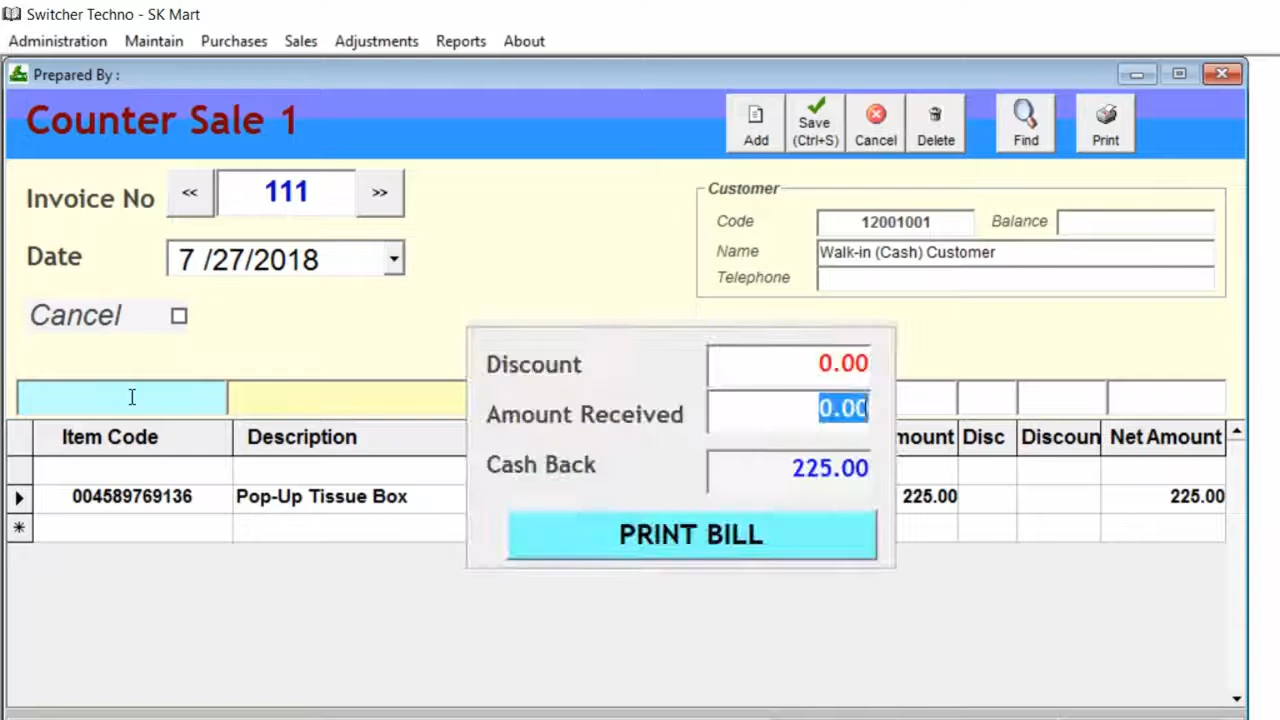 Switcher Techno - SK Mart
Administration Maintain Purchases Sales Adjustments Reports About
Prepared By :
Counter Sale 1
Add
Save
(Ctrl+S)
Cancel
Delete
Find
Print
Invoice No << 111 >>
Date 7 /27/2018
Cancel
Customer
Code 12001001 Balance
Name Walk-in (Cash) Customer
Telephone
Discount 0.00
Amount Received 0.00
Cash Back 225.00
PRINT BILL
Item Code Description mount Disc Discoun Net Amount
004589769136 Pop-Up Tissue Box 225.00 225.00